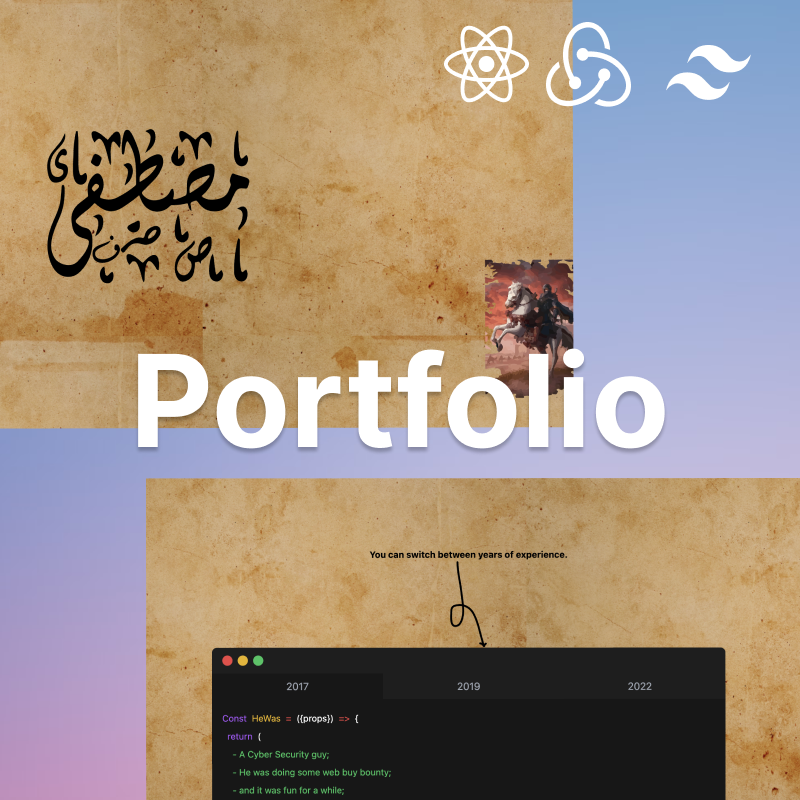 مصطفى
Portfolio
You can switch between years of experience.
2017 2019 2022
Const HeWas = ({props}) => {
return (
- A Cyber Security guy;
- He was doing some web buy bounty;
- and it was fun for a while;